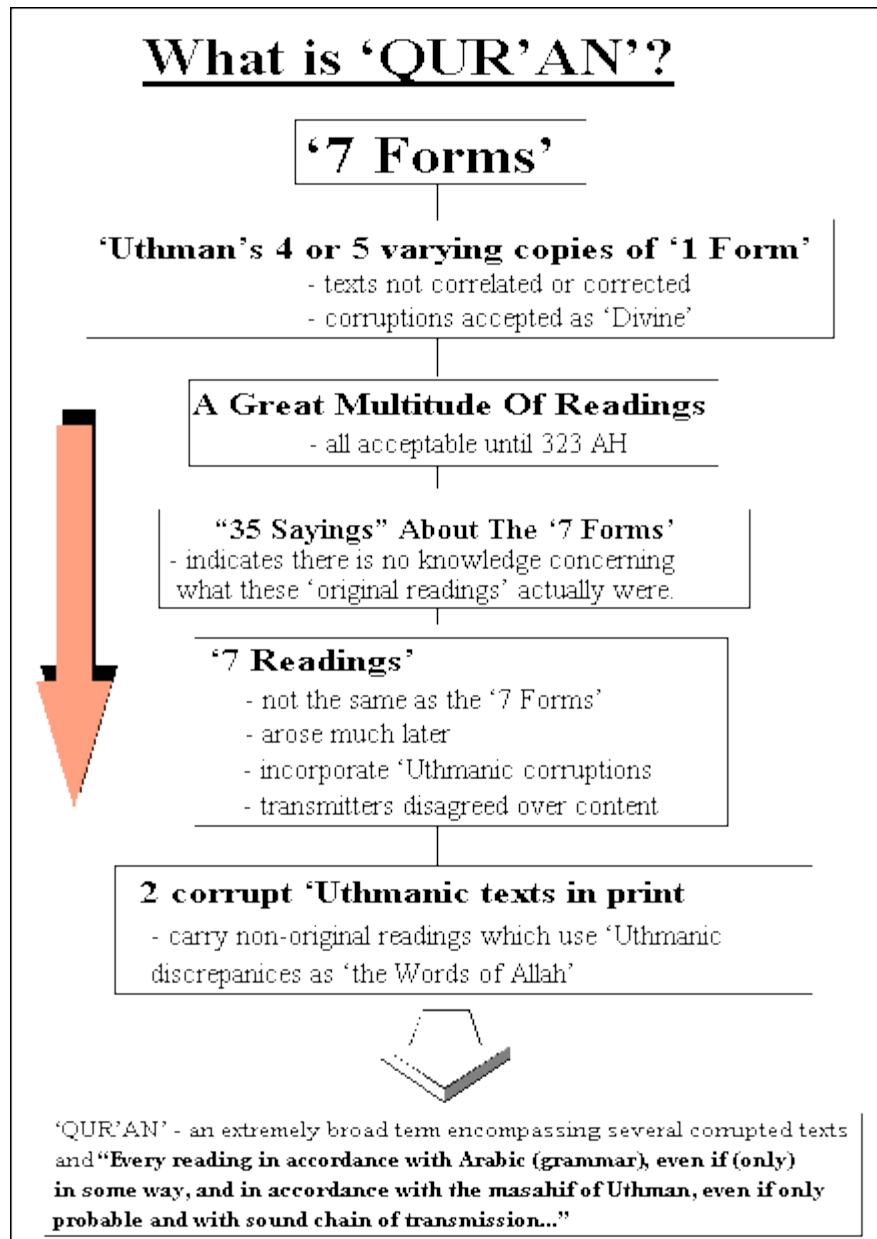 What is ‘QUR’AN’?
‘7 Forms’
‘Uthman’s 4 or 5 varying copies of ‘1 Form’
- texts not correlated or corrected
- corruptions accepted as ‘Divine’
A Great Multitude Of Readings
- all acceptable until 323 AH
“35 Sayings” About The ‘7 Forms’
- indicates there is no knowledge concerning
what these ‘original readings’ actually were.
‘7 Readings’
- not the same as the ‘7 Forms’
- arose much later
- incorporate ‘Uthmanic corruptions
- transmitters disagreed over content
2 corrupt ‘Uthmanic texts in print
- carry non-original readings which use ‘Uthmanic
discrepanices as ‘the Words of Allah’
‘QUR’AN’ - an extremely broad term encompassing several corrupted texts
and “Every reading in accordance with Arabic (grammar), even if (only)
in some way, and in accordance with the masahif of Uthman, even if only
probable and with sound chain of transmission...”